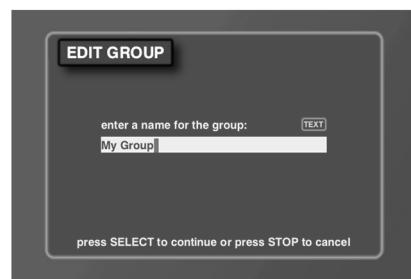 EDIT GROUP
enter a name for the group: TEXT
My Group
press SELECT to continue or press STOP to cancel